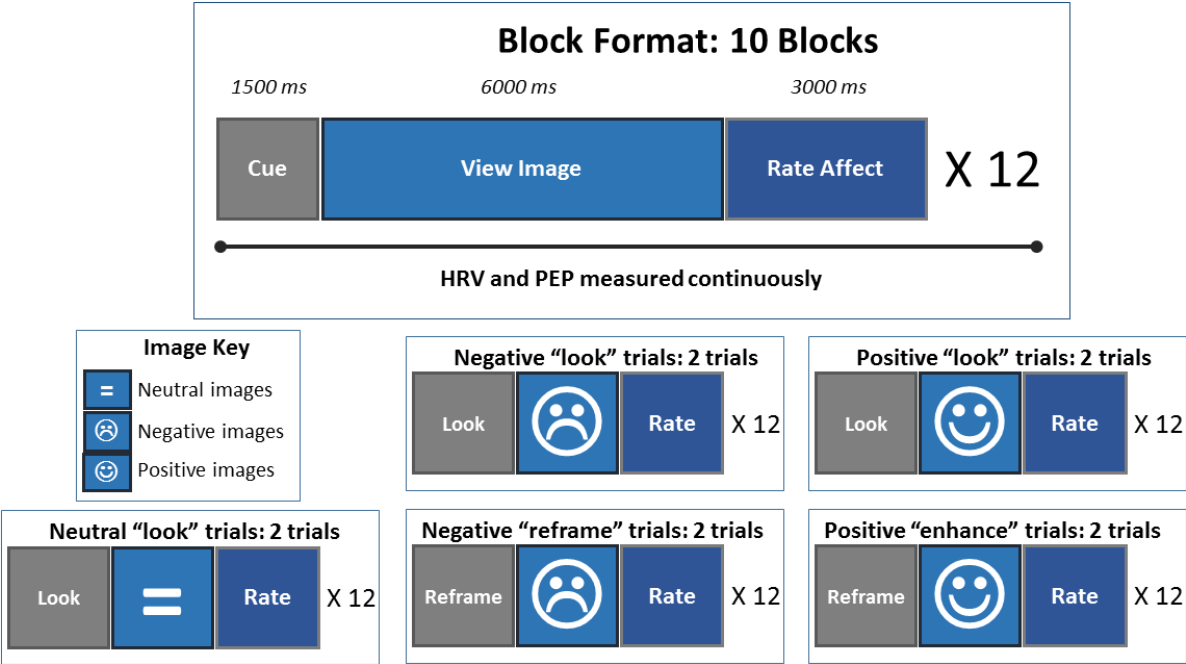 Block Format: 10 Blocks
1500 ms 6000 ms 3000 ms
Cue View Image Rate Affect X 12
HRV and PEP measured continuously
Image Key
= Neutral images
Negative images
Positive images
Negative “look” trials: 2 trials
Look Rate X 12
Positive “look” trials: 2 trials
Look Rate X 12
Neutral “look” trials: 2 trials
Look = Rate X 12
Negative “reframe” trials: 2 trials
Reframe Rate X 12
Positive “enhance” trials: 2 trials
Reframe Rate X 12